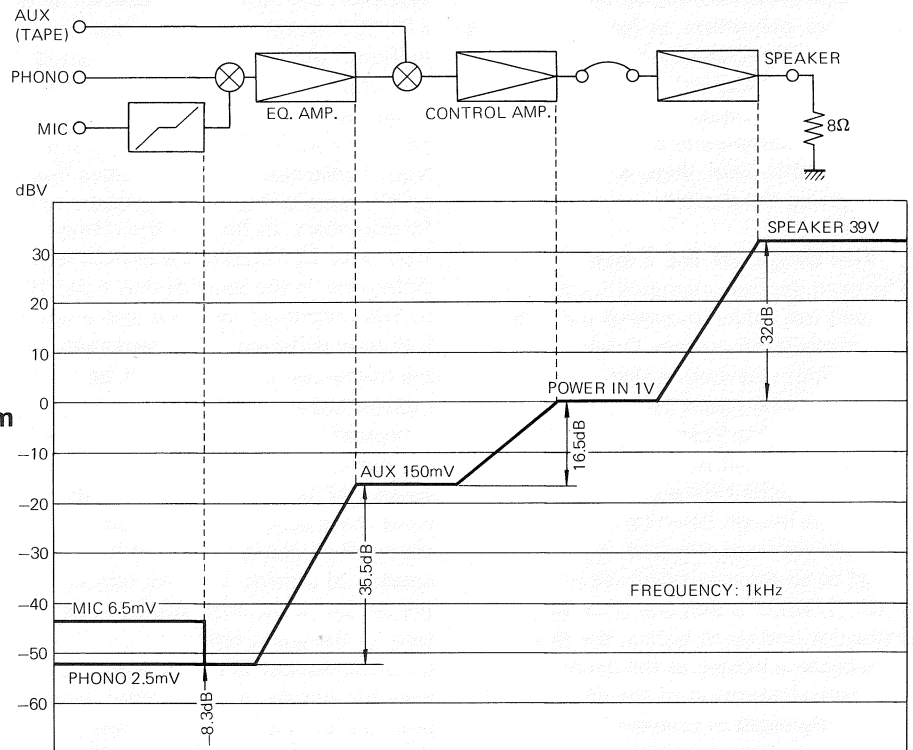 AUX
(TAPE)
PHONO
MIC
EQ. AMP.
CONTROL AMP.
SPEAKER
8Ω
dBV
30
20
10
0
−10
−20
−30
−40
−50
−60
SPEAKER 39V
32dB
POWER IN 1V
16.5dB
AUX 150mV
35.5dB
FREQUENCY: 1kHz
MIC 6.5mV
PHONO 2.5mV
−8.3dB
m